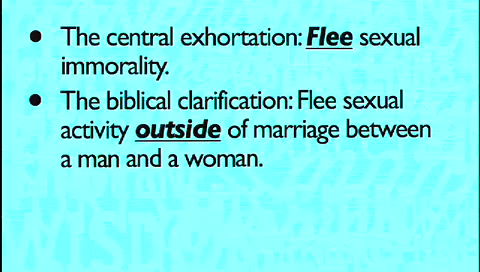 • The central exhortation: Flee sexual
immorality.
• The biblical clarification: Flee sexual
activity outside of marriage between
a man and a woman.